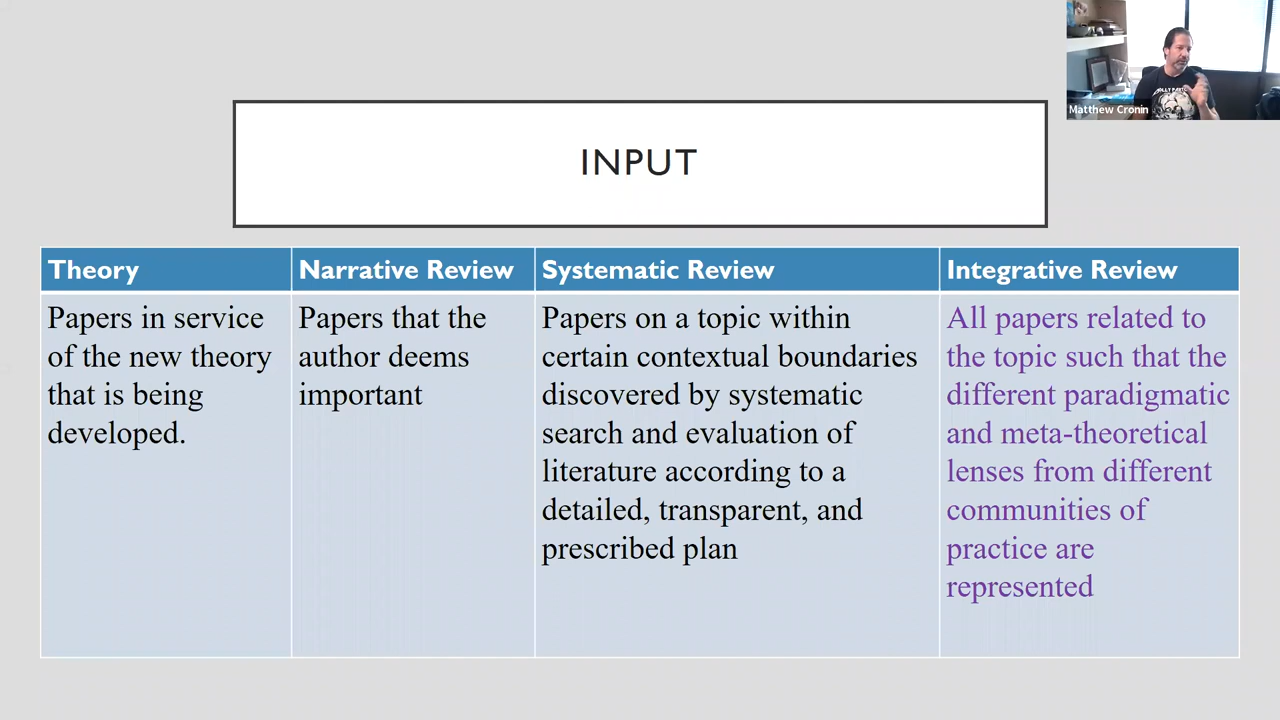 Matthew Cronin
INPUT
Theory
Narrative Review
Systematic Review
Integrative Review
Papers in service
of the new theory
that is being
developed.
Papers that the
author deems
important
Papers on a topic within
certain contextual boundaries
discovered by systematic
search and evaluation of
literature according to a
detailed, transparent, and
prescribed plan
All papers related to
the topic such that the
different paradigmatic
and meta-theoretical
lenses from different
communities of
practice are
represented